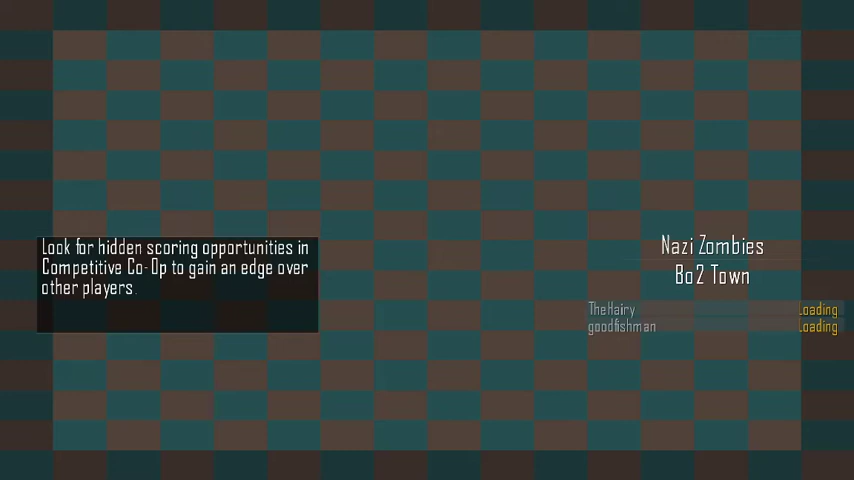 Look for hidden scoring opportunities in
Competitive Co-Op to gain an edge over
other players.
Nazi Zombies
Bo2 Town
TheHairy Loading
goodfishman Loading